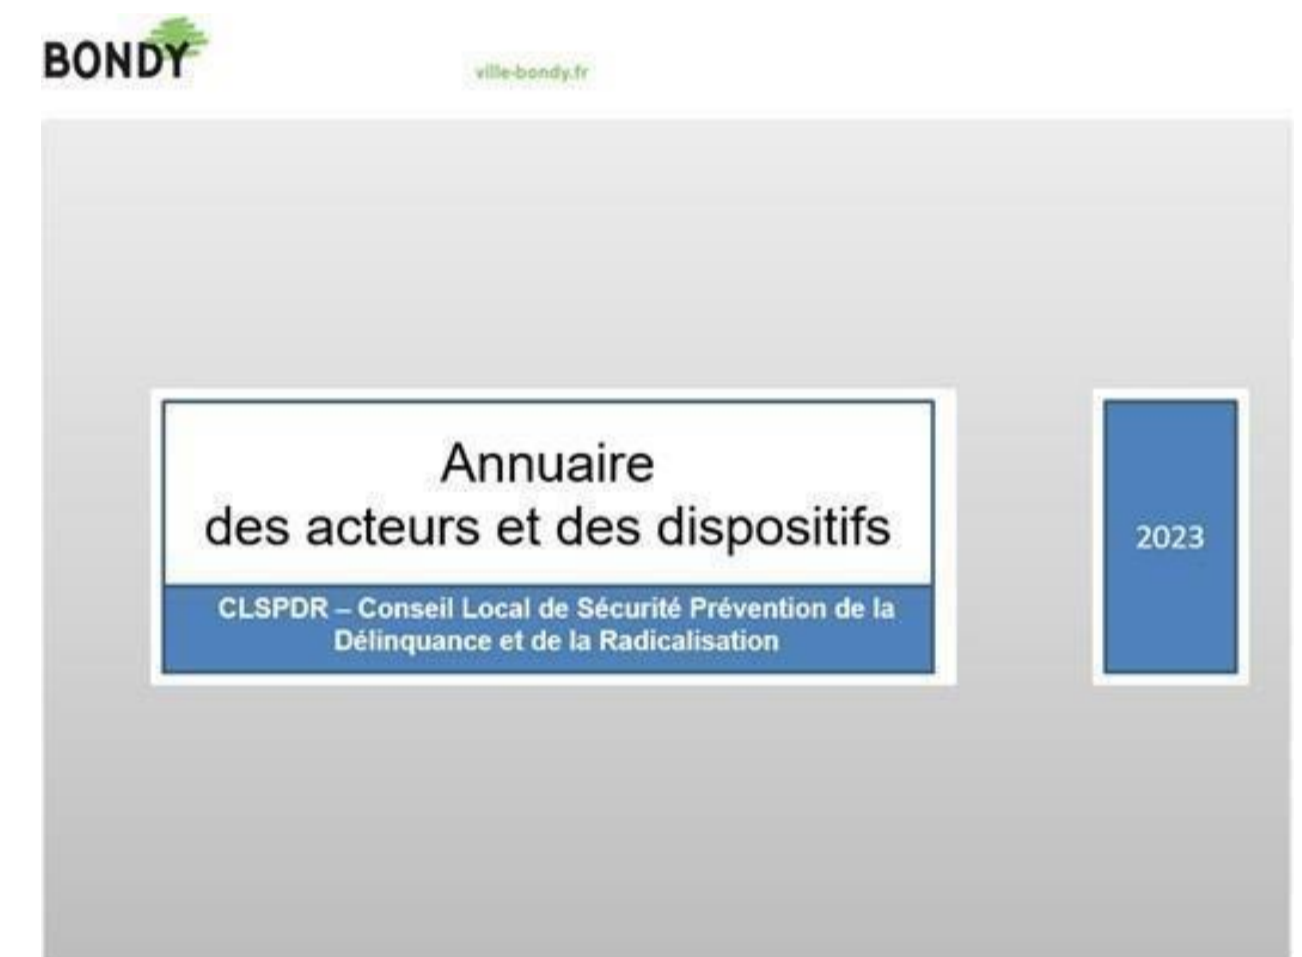 BONDY
ville-bondy.fr
Annuaire
des acteurs et des dispositifs
CLSPDR – Conseil Local de Sécurité Prévention de la
Délinquance et de la Radicalisation
2023